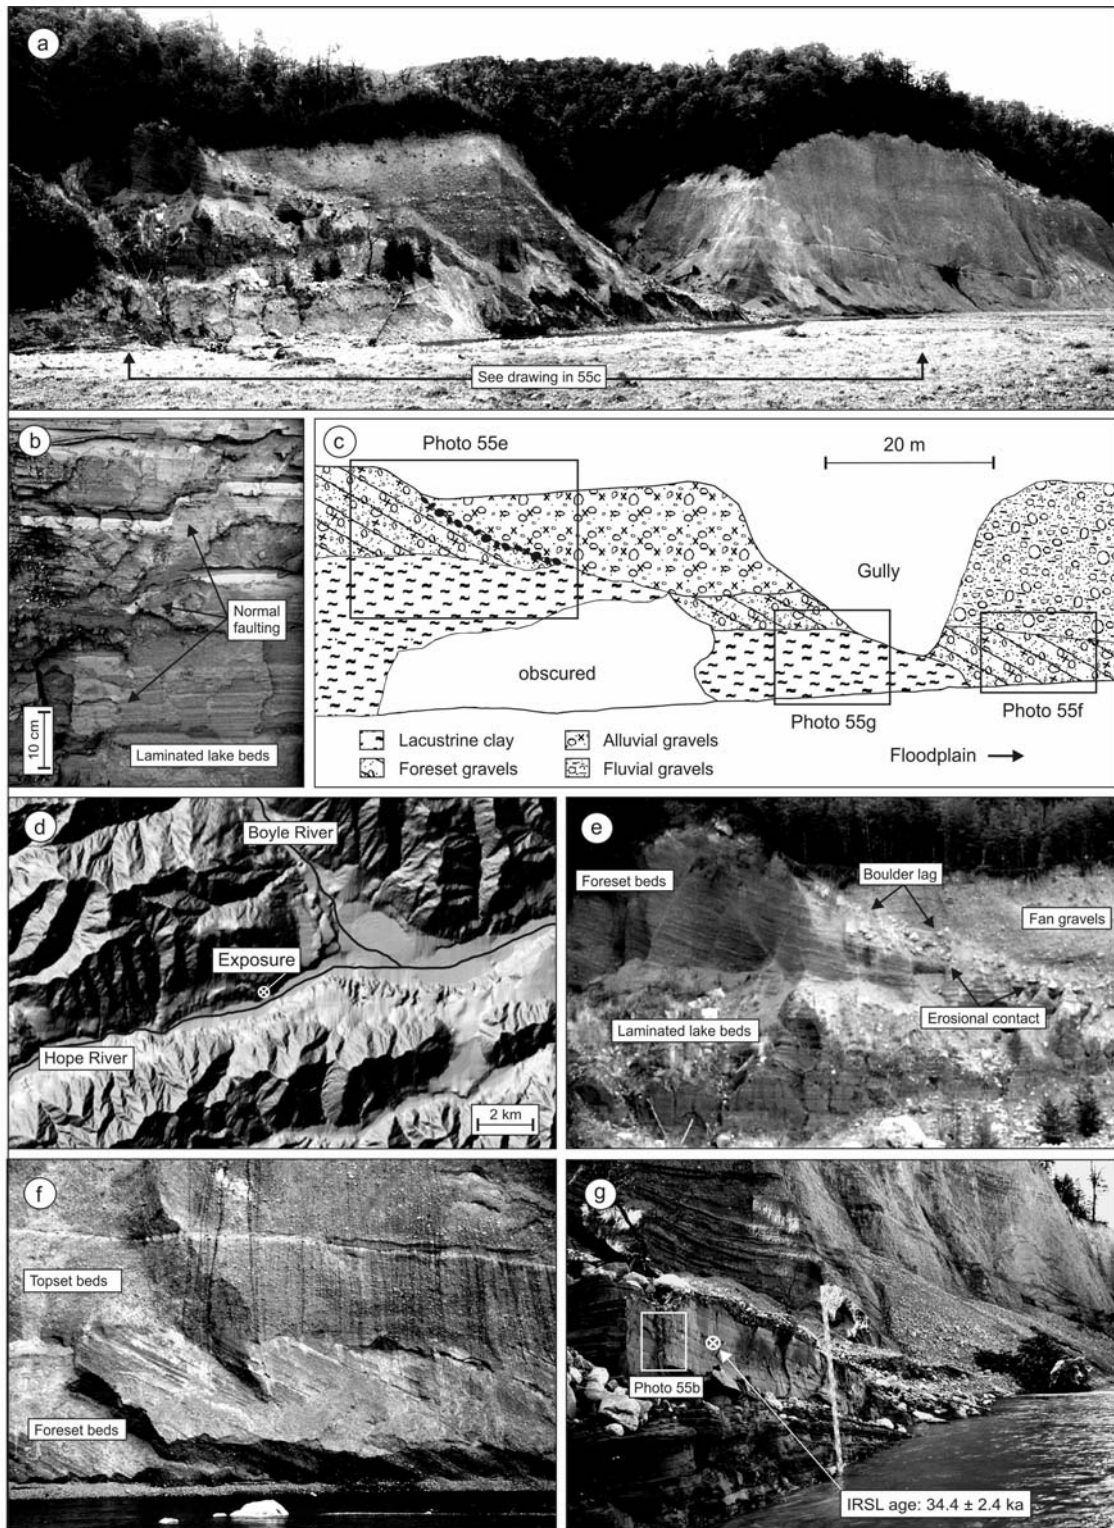 a
See drawing in 55c
b
Normal
faulting
10 cm
Laminated lake beds
c
Photo 55e
20 m
Gully
obscured
Photo 55g
Photo 55f
Lacustrine clay
Alluvial gravels
Foreset gravels
Fluvial gravels
Floodplain
d
Boyle River
Exposure
Hope River
2 km
e
Boulder lag
Foreset beds
Fan gravels
Erosional contact
Laminated lake beds
f
Topset beds
Foreset beds
g
Photo 55b
IRSL age: 34.4 ± 2.4 ka